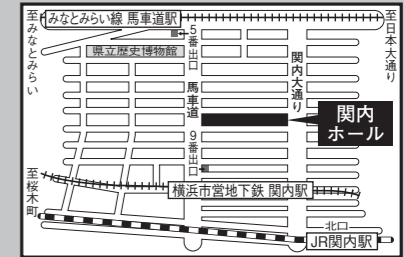 至みなとみらい
みなとみらい線 馬車道駅
至日本大通り
5番出口
県立歴史博物館
馬車道
関内大通り
関内
ホール
9番出口
至桜木町
横浜市営地下鉄 関内駅
北口
JR関内駅